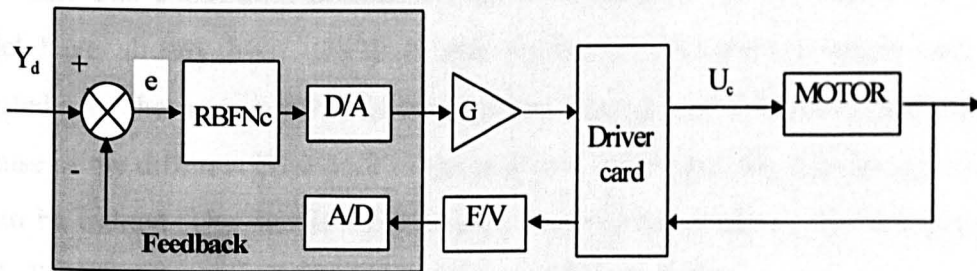 Y_d
+
e
RBFNc
D/A
G
Driver
card
U_c
MOTOR
-
A/D
F/V
Feedback